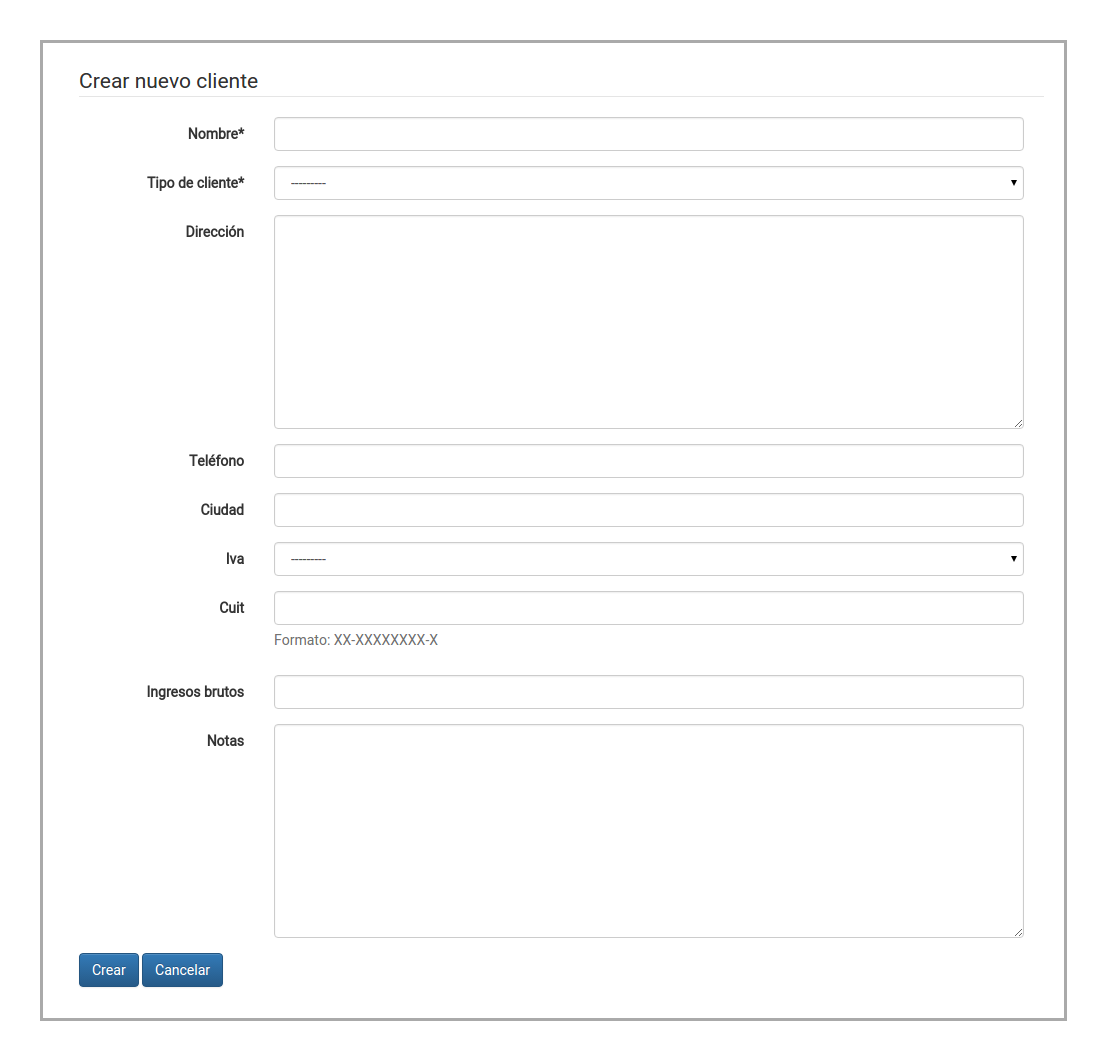 Crear nuevo cliente
Nombre*
Tipo de cliente*
---------
Dirección
Teléfono
Ciudad
Iva
---------
Cuit
Formato: XX-XXXXXXXX-X
Ingresos brutos
Notas
Crear Cancelar